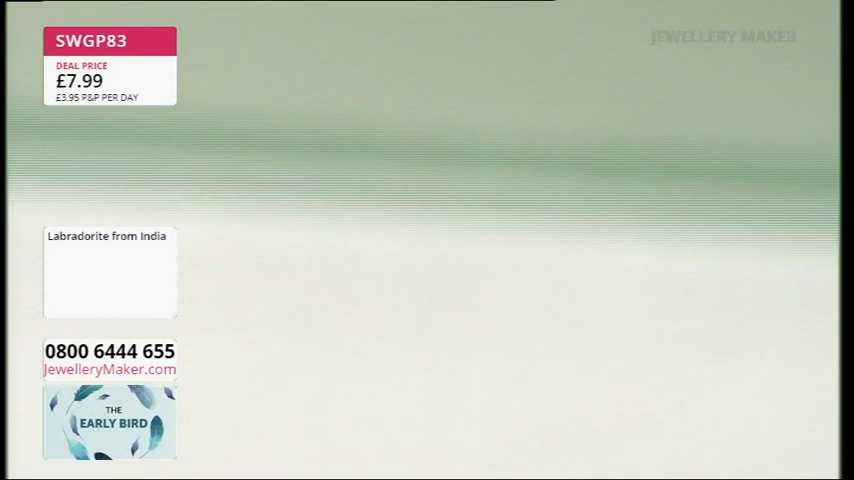 SWGP83
DEAL PRICE
£7.99
£3.95 P&P PER DAY
JEWELLERY MAKER
Labradorite from India
0800 6444 655
JewelleryMaker.com
THE
EARLY BIRD